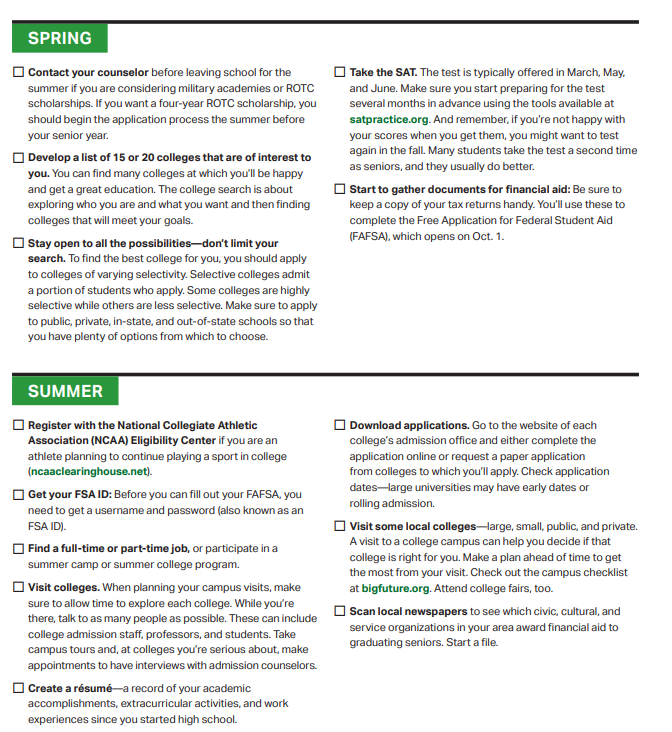 SPRING
Contact your counselor before leaving school for the
summer if you are considering military academies or ROTC
scholarships. If you want a four-year ROTC scholarship, you
should begin the application process the summer before
your senior year.
Develop a list of 15 or 20 colleges that are of interest to
you. You can find many colleges at which you'll be happy
and get a great education. The college search is about
exploring who you are and what you want and then finding
colleges that will meet your goals.
Stay open to all the possibilities—don't limit your
search. To find the best college for you, you should apply
to colleges of varying selectivity. Selective colleges admit
a portion of students who apply. Some colleges are highly
selective while others are less selective. Make sure to apply
to public, private, in-state, and out-of-state schools so that
you have plenty of options from which to choose.
Take the SAT. The test is typically offered in March, May,
and June. Make sure you start preparing for the test
several months in advance using the tools available at
satpractice.org. And remember, if you're not happy with
your scores when you get them, you might want to test
again in the fall. Many students take the test a second time
as seniors, and they usually do better.
Start to gather documents for financial aid: Be sure to
keep a copy of your tax returns handy. You'll use these to
complete the Free Application for Federal Student Aid
(FAFSA), which opens on Oct. 1.
SUMMER
Register with the National Collegiate Athletic
Association (NCAA) Eligibility Center if you are an
athlete planning to continue playing a sport in college
(ncaaclearinghouse.net).
Get your FSA ID: Before you can fill out your FAFSA, you
need to get a username and password (also known as an
FSA ID).
Find a full-time or part-time job, or participate in a
summer camp or summer college program.
Visit colleges. When planning your campus visits, make
sure to allow time to explore each college. While you're
there, talk to as many people as possible. These can include
college admission staff, professors, and students. Take
campus tours and, at colleges you're serious about, make
appointments to have interviews with admission counselors.
Create a résumé—a record of your academic
accomplishments, extracurricular activities, and work
experiences since you started high school.
Download applications. Go to the website of each
college's admission office and either complete the
application online or request a paper application
from colleges to which you'll apply. Check application
dates—large universities may have early dates or
rolling admission.
Visit some local colleges—large, small, public, and private.
A visit to a college campus can help you decide if that
college is right for you. Make a plan ahead of time to get
the most from your visit. Check out the campus checklist
at bigfuture.org. Attend college fairs, too.
Scan local newspapers to see which civic, cultural, and
service organizations in your area award financial aid to
graduating seniors. Start a file.